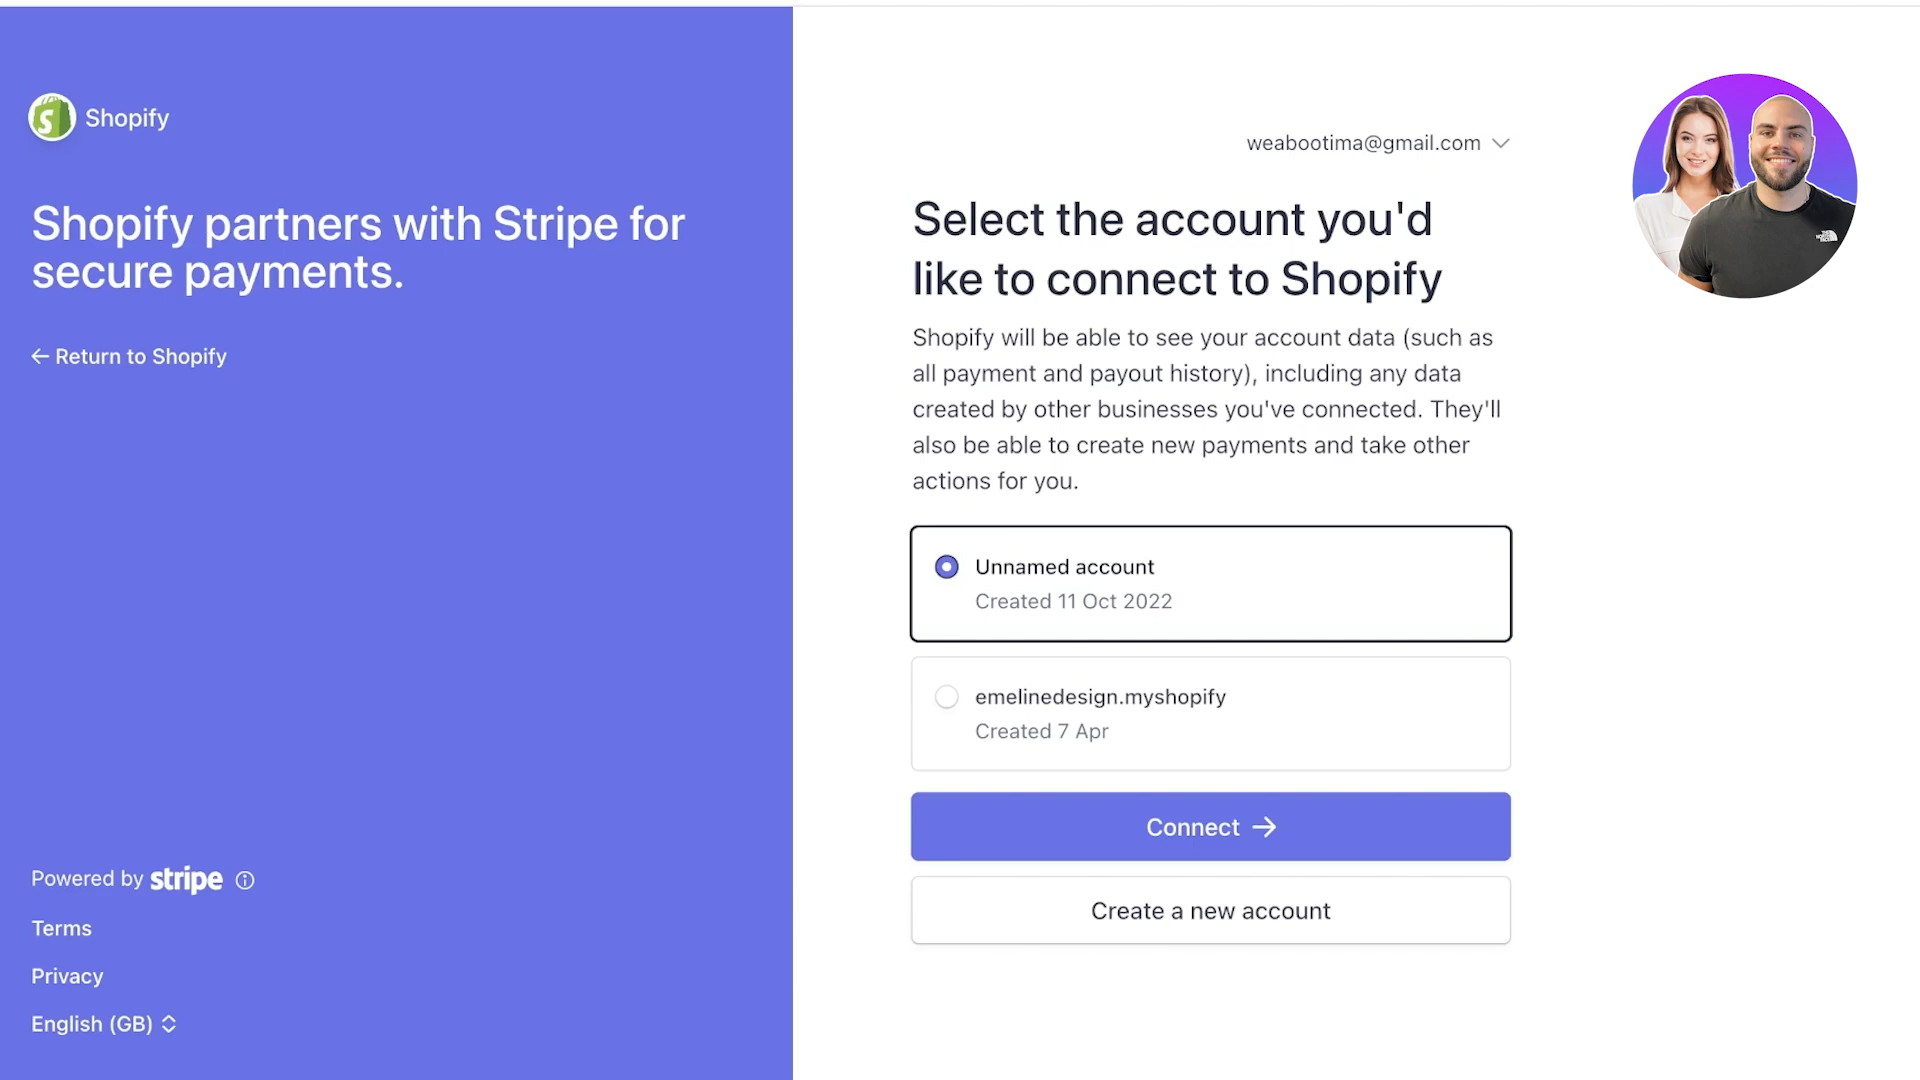 Shopify
Shopify partners with Stripe for
secure payments.
← Return to Shopify
Powered by stripe
Terms
Privacy
English (GB)
weabootima@gmail.com
Select the account you'd
like to connect to Shopify
Shopify will be able to see your account data (such as
all payment and payout history), including any data
created by other businesses you've connected. They'll
also be able to create new payments and take other
actions for you.
Unnamed account
Created 11 Oct 2022
emelinedesign.myshopify
Created 7 Apr
Connect →
Create a new account
THE
NORTH
FACE